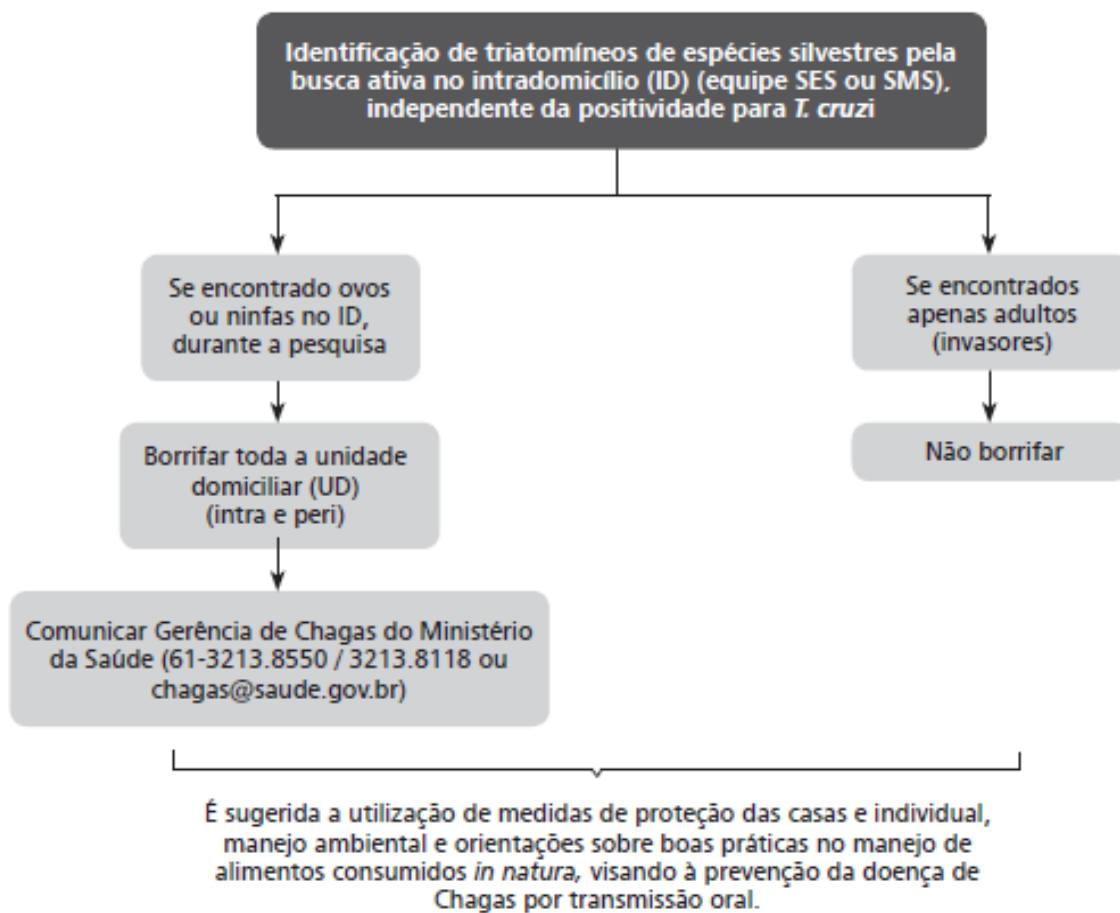 Identificação de triatomíneos de espécies silvestres pela
busca ativa no intradomicílio (ID) (equipe SES ou SMS),
independente da positividade para T. cruzi
Se encontrado ovos
ou ninfas no ID,
durante a pesquisa
Borrifar toda a unidade
domiciliar (UD)
(intra e peri)
Comunicar Gerência de Chagas do Ministério
da Saúde (61-3213.8550 / 3213.8118 ou
chagas@saude.gov.br)
Se encontrados
apenas adultos
(invasores)
Não borrifar
É sugerida a utilização de medidas de proteção das casas e individual,
manejo ambiental e orientações sobre boas práticas no manejo de
alimentos consumidos in natura, visando à prevenção da doença de
Chagas por transmissão oral.